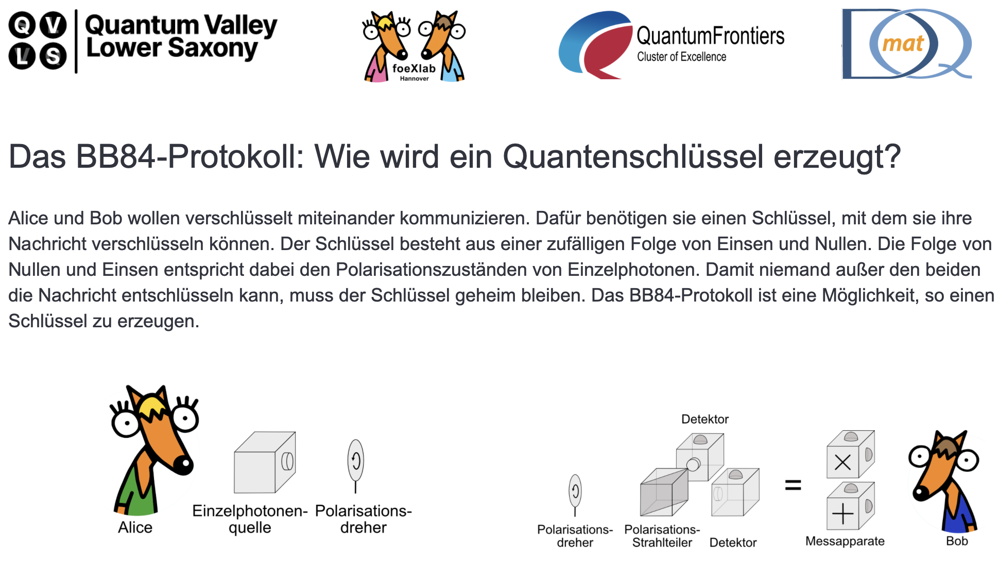 Q V
L S
Quantum Valley
Lower Saxony
foeXlab
Hannover
QuantumFrontiers
Cluster of Excellence
DQ
mat
Das BB84-Protokoll: Wie wird ein Quantenschlüssel erzeugt?
Alice und Bob wollen verschlüsselt miteinander kommunizieren. Dafür benötigen sie einen Schlüssel, mit dem sie ihre
Nachricht verschlüsseln können. Der Schlüssel besteht aus einer zufälligen Folge von Einsen und Nullen. Die Folge von
Nullen und Einsen entspricht dabei den Polarisationszuständen von Einzelphotonen. Damit niemand außer den beiden
die Nachricht entschlüsseln kann, muss der Schlüssel geheim bleiben. Das BB84-Protokoll ist eine Möglichkeit, so einen
Schlüssel zu erzeugen.
Alice
Einzelphotonen-
quelle
Polarisations-
dreher
Polarisations-
dreher
Polarisations-
Strahlteiler
Detektor
Detektor
=
×
+
Messapparate
Bob